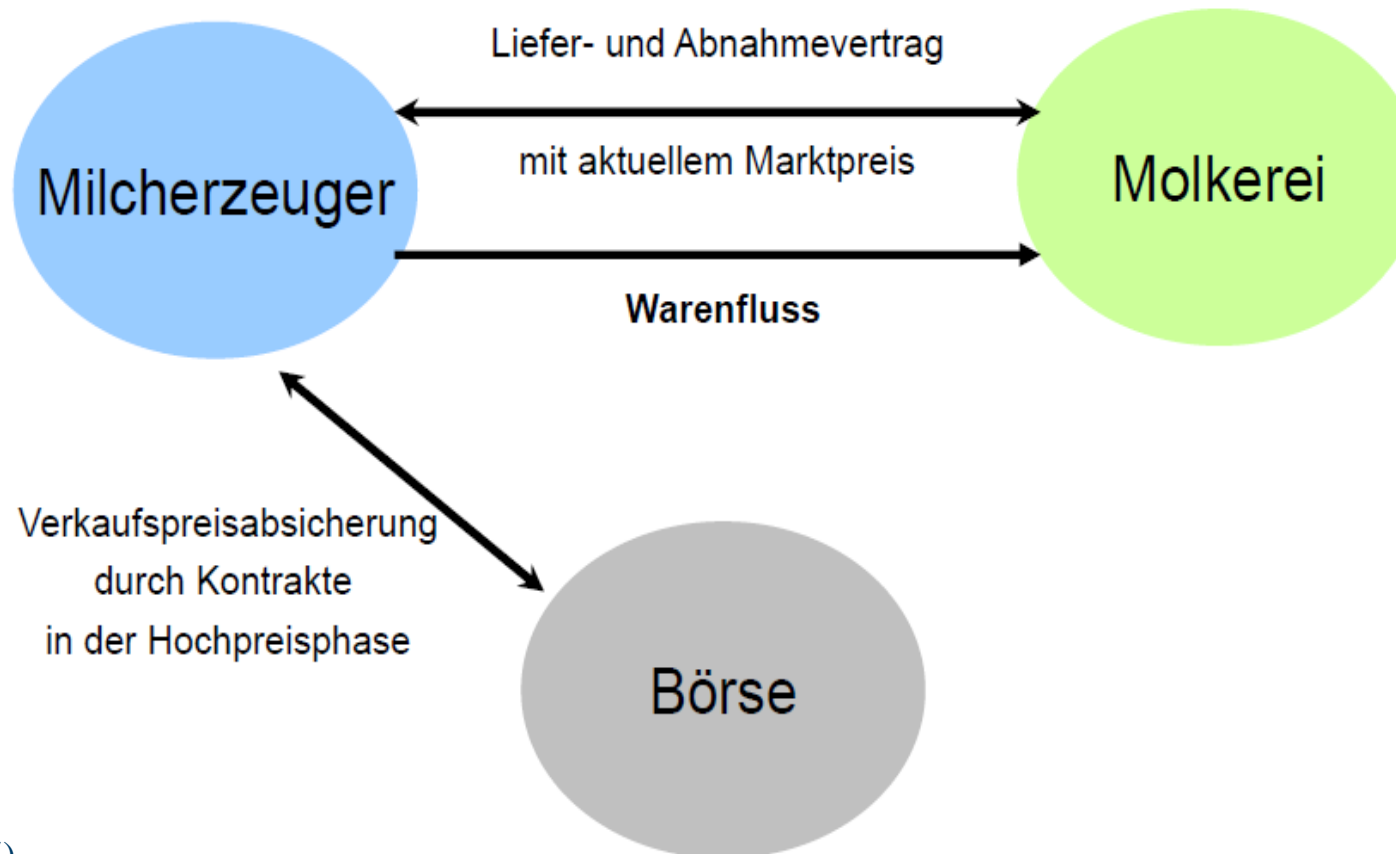 Liefer- und Abnahmevertrag
mit aktuellem Marktpreis
Milcherzeuger
Molkerei
Warenfluss
Verkaufspreisabsicherung
durch Kontrakte
in der Hochpreisphase
Börse